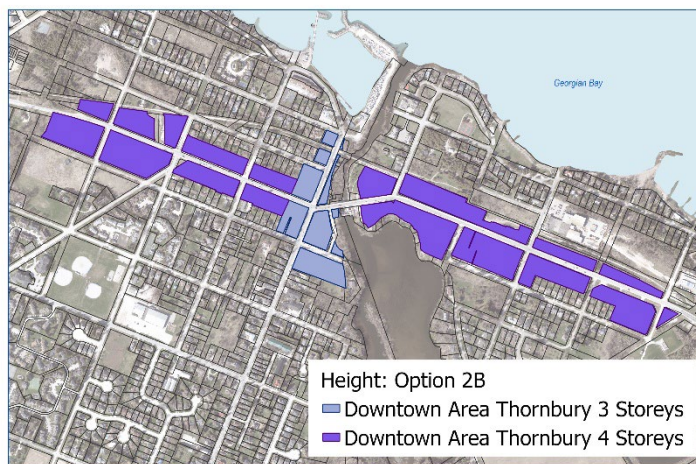 Georgian Bay
Height: Option 2B
Downtown Area Thornbury 3 Storeys
Downtown Area Thornbury 4 Storeys